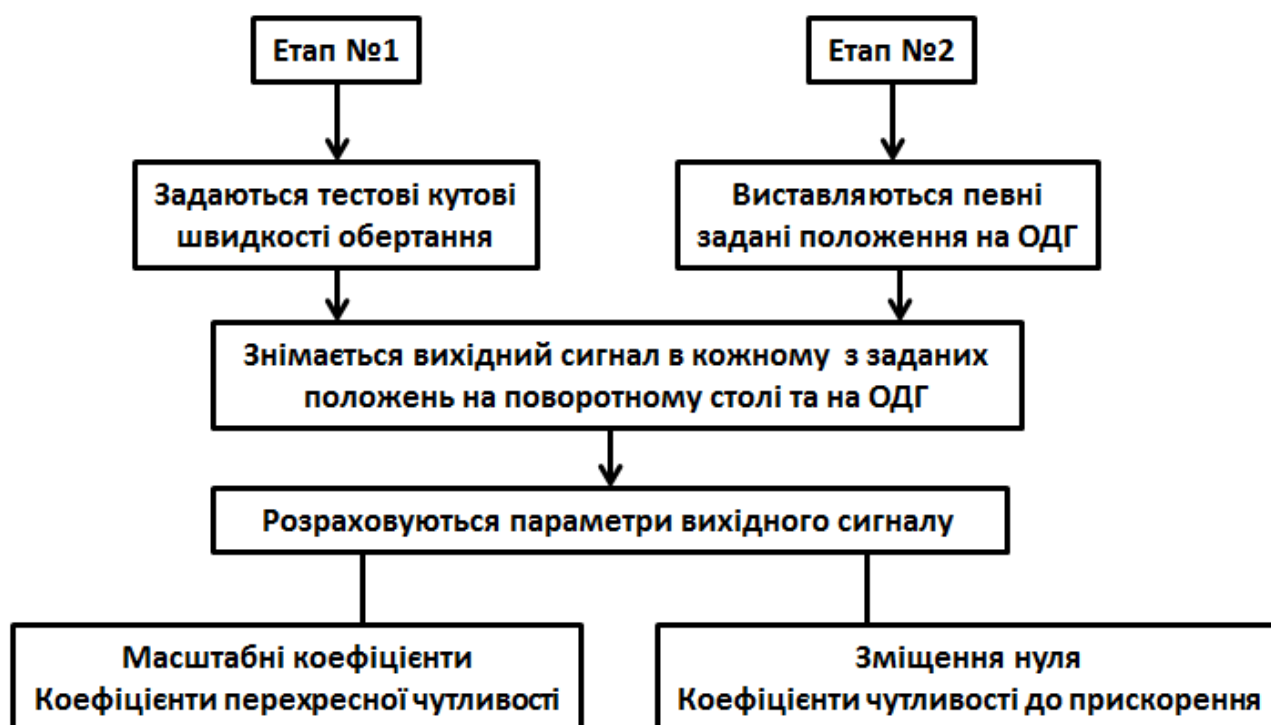 Етап №1
Етап №2
Задаються тестові кутові
швидкості обертання
Виставляються певні
задані положення на ОДГ
Знімається вихідний сигнал в кожному з заданих
положень на поворотному столі та на ОДГ
Розраховуються параметри вихідного сигналу
Масштабні коефіцієнти
Коефіцієнти перехресної чутливості
Зміщення нуля
Коефіцієнти чутливості до прискорення